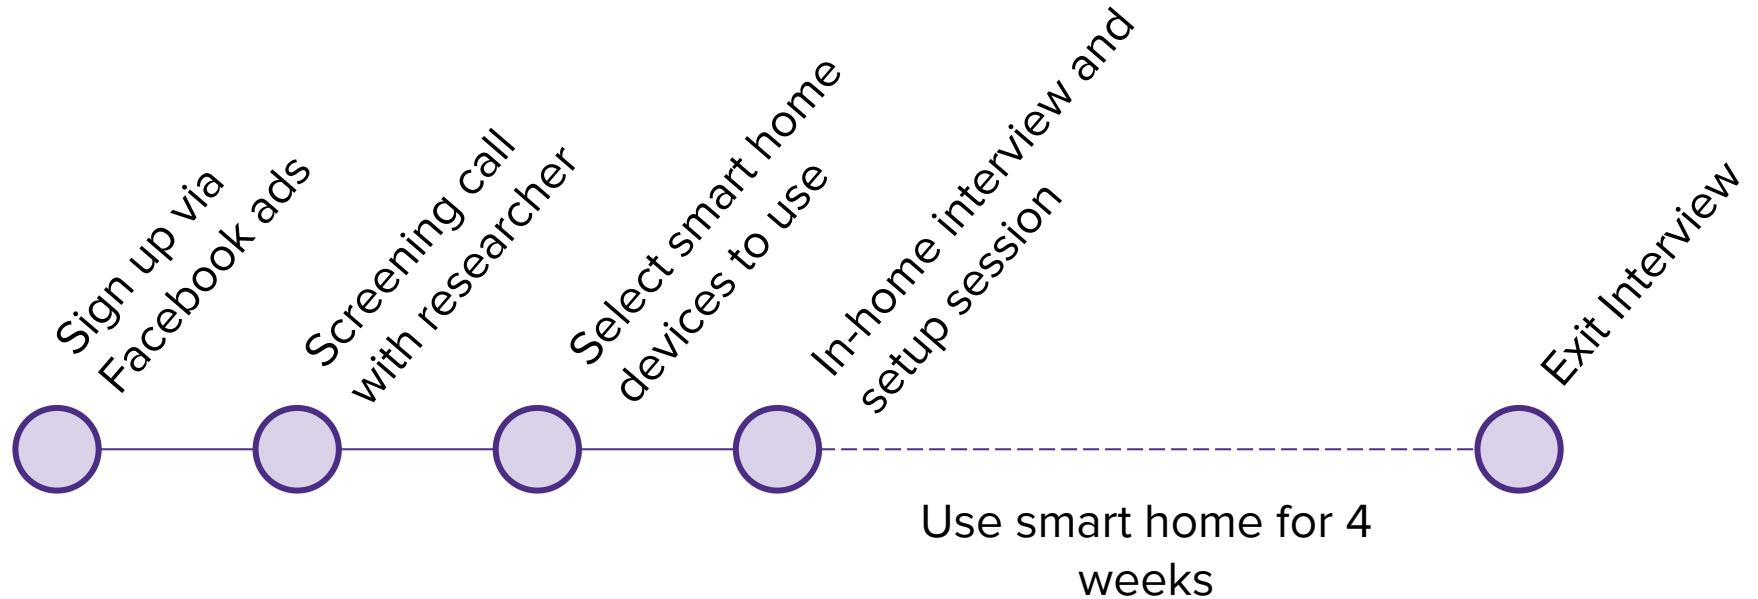 Sign up via
Facebook ads
Screening call
with researcher
Select smart home
devices to use
In-home interview and
setup session
Exit Interview
Use smart home for 4
weeks